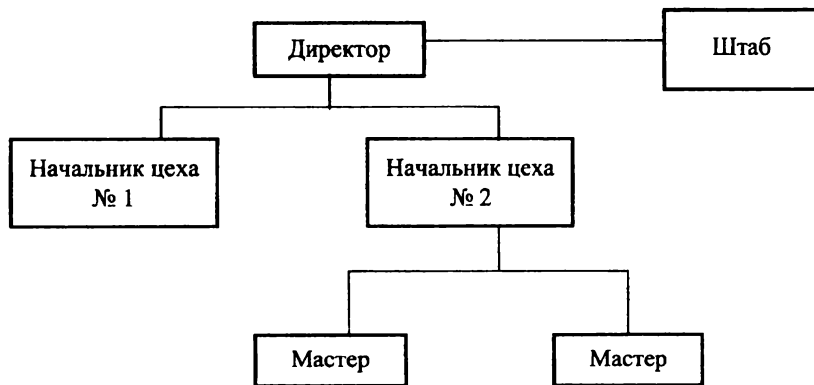 Директор
Штаб
Начальник цеха
№ 1
Начальник цеха
№ 2
Мастер
Мастер